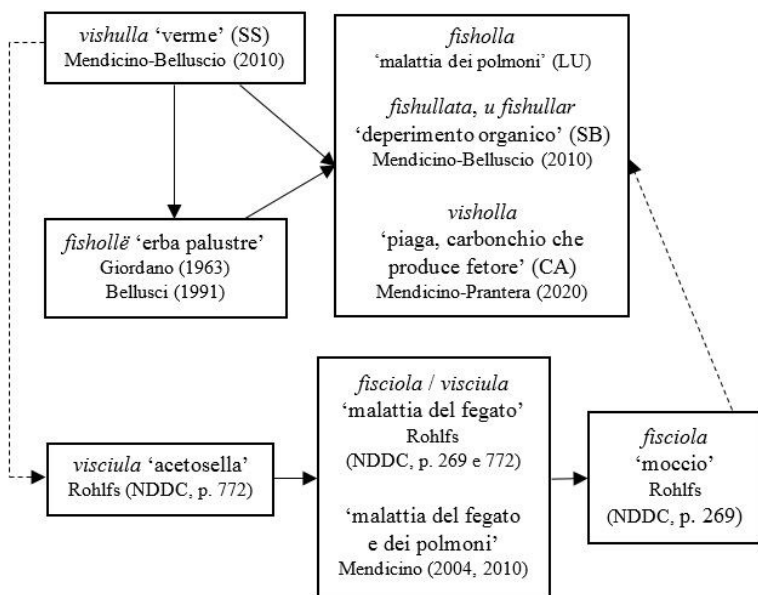 vishulla ‘verme’ (SS)
Mendicino-Belluscio (2010)
fisholla
‘malattia dei polmoni’ (LU)
fishullata, u fishullar
‘deperimento organico’ (SB)
Mendicino-Belluscio (2010)
visholla
‘piaga, carbonchio che
produce fetore’ (CA)
Mendicino-Prantera (2020)
fishollë ‘erba palustre’
Giordano (1963)
Bellusci (1991)
visciula ‘acetosella’
Rohlfs (NDDC, p. 772)
fisciola / visciula
‘malattia del fegato’
Rohlfs
(NDDC, p. 269 e 772)
‘malattia del fegato
e dei polmoni’
Mendicino (2004, 2010)
fisciola
‘moccio’
Rohlfs
(NDDC, p. 269)